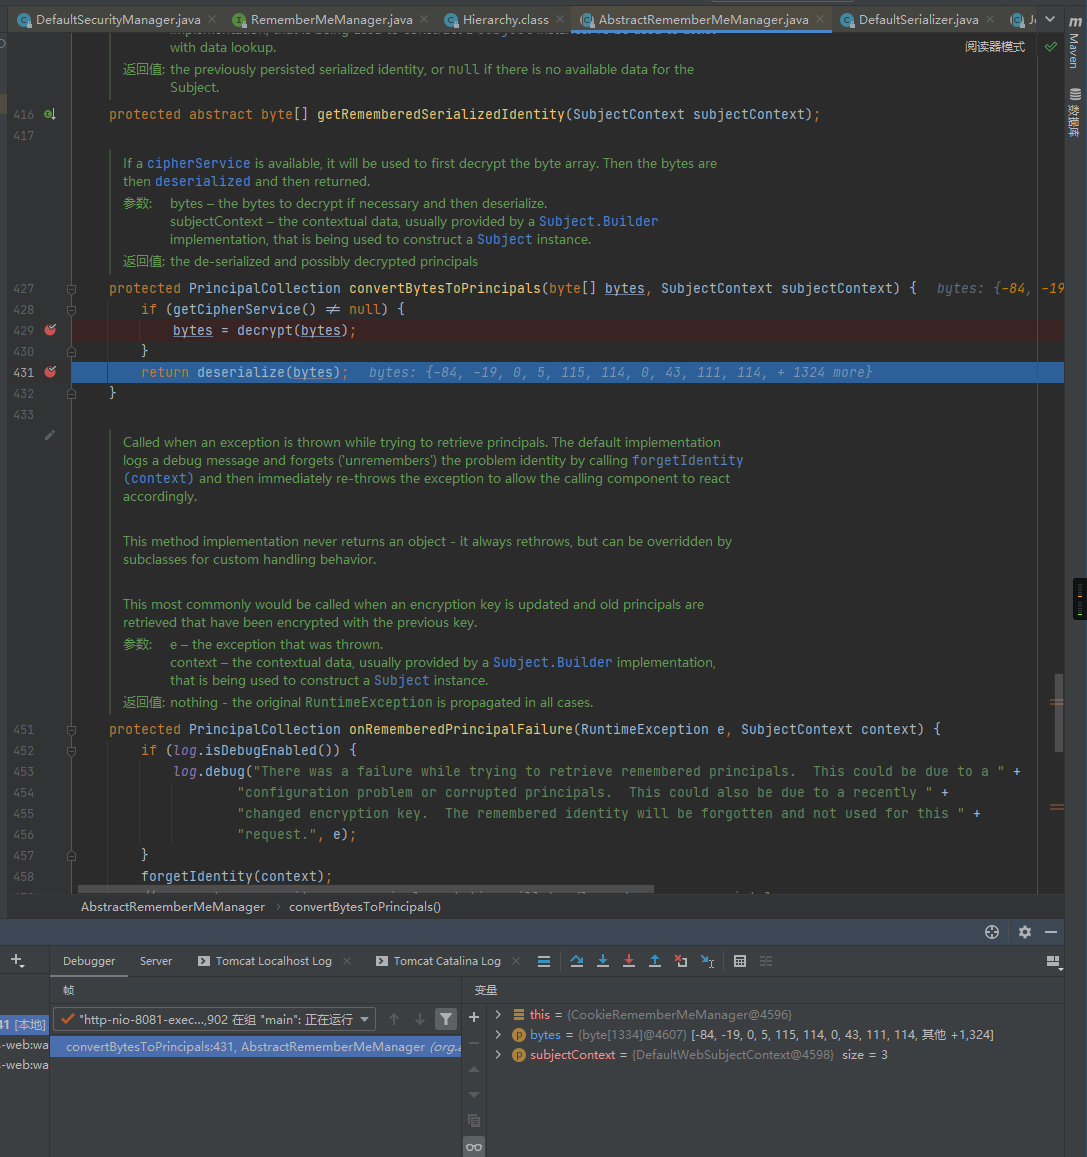 DefaultSecurityManager.java
RememberMeManager.java
Hierarchy.class
AbstractRememberMeManager.java
DefaultSerializer.java
阅读器模式
Maven
数据库
with data lookup.
返回值: the previously persisted serialized identity, or null if there is no available data for the
Subject.
416 protected abstract byte[] getRememberedSerializedIdentity(SubjectContext subjectContext);
417
If a cipherService is available, it will be used to first decrypt the byte array. Then the bytes are
then deserialized and then returned.
参数: bytes – the bytes to decrypt if necessary and then deserialize.
subjectContext – the contextual data, usually provided by a Subject.Builder
implementation, that is being used to construct a Subject instance.
返回值: the de-serialized and possibly decrypted principals
427 protected PrincipalCollection convertBytesToPrincipals(byte[] bytes, SubjectContext subjectContext) { bytes: {-84, -19
428 if (getCipherService() ≠ null) {
429 bytes = decrypt(bytes);
430 }
431 return deserialize(bytes); bytes: {-84, -19, 0, 5, 115, 114, 0, 43, 111, 114, + 1324 more}
432 }
433
Called when an exception is thrown while trying to retrieve principals. The default implementation
logs a debug message and forgets ('unremembers') the problem identity by calling forgetIdentity
(context) and then immediately re-throws the exception to allow the calling component to react
accordingly.
This method implementation never returns an object - it always rethrows, but can be overridden by
subclasses for custom handling behavior.
This most commonly would be called when an encryption key is updated and old principals are
retrieved that have been encrypted with the previous key.
参数: e – the exception that was thrown.
context – the contextual data, usually provided by a Subject.Builder implementation,
that is being used to construct a Subject instance.
返回值: nothing - the original RuntimeException is propagated in all cases.
451 protected PrincipalCollection onRememberedPrincipalFailure(RuntimeException e, SubjectContext context) {
452 if (log.isDebugEnabled()) {
453 log.debug("There was a failure while trying to retrieve remembered principals.  This could be due to a " +
454 "configuration problem or corrupted principals.  This could also be due to a recently " +
455 "changed encryption key.  The remembered identity will be forgotten and not used for this " +
456 "request.", e);
457 }
458 forgetIdentity(context);
AbstractRememberMeManager › convertBytesToPrincipals()
Debugger Server Tomcat Localhost Log Tomcat Catalina Log
帧
变量
41 [本地]
-web:wa
-web:wa
"http-nio-8081-exec...,902 在组 "main": 正在运行
convertBytesToPrincipals:431, AbstractRememberMeManager (org.a
this = {CookieRememberMeManager@4596}
bytes = {byte[1334]@4607} [-84, -19, 0, 5, 115, 114, 0, 43, 111, 114, 其他 +1,324]
subjectContext = {DefaultWebSubjectContext@4598} size = 3